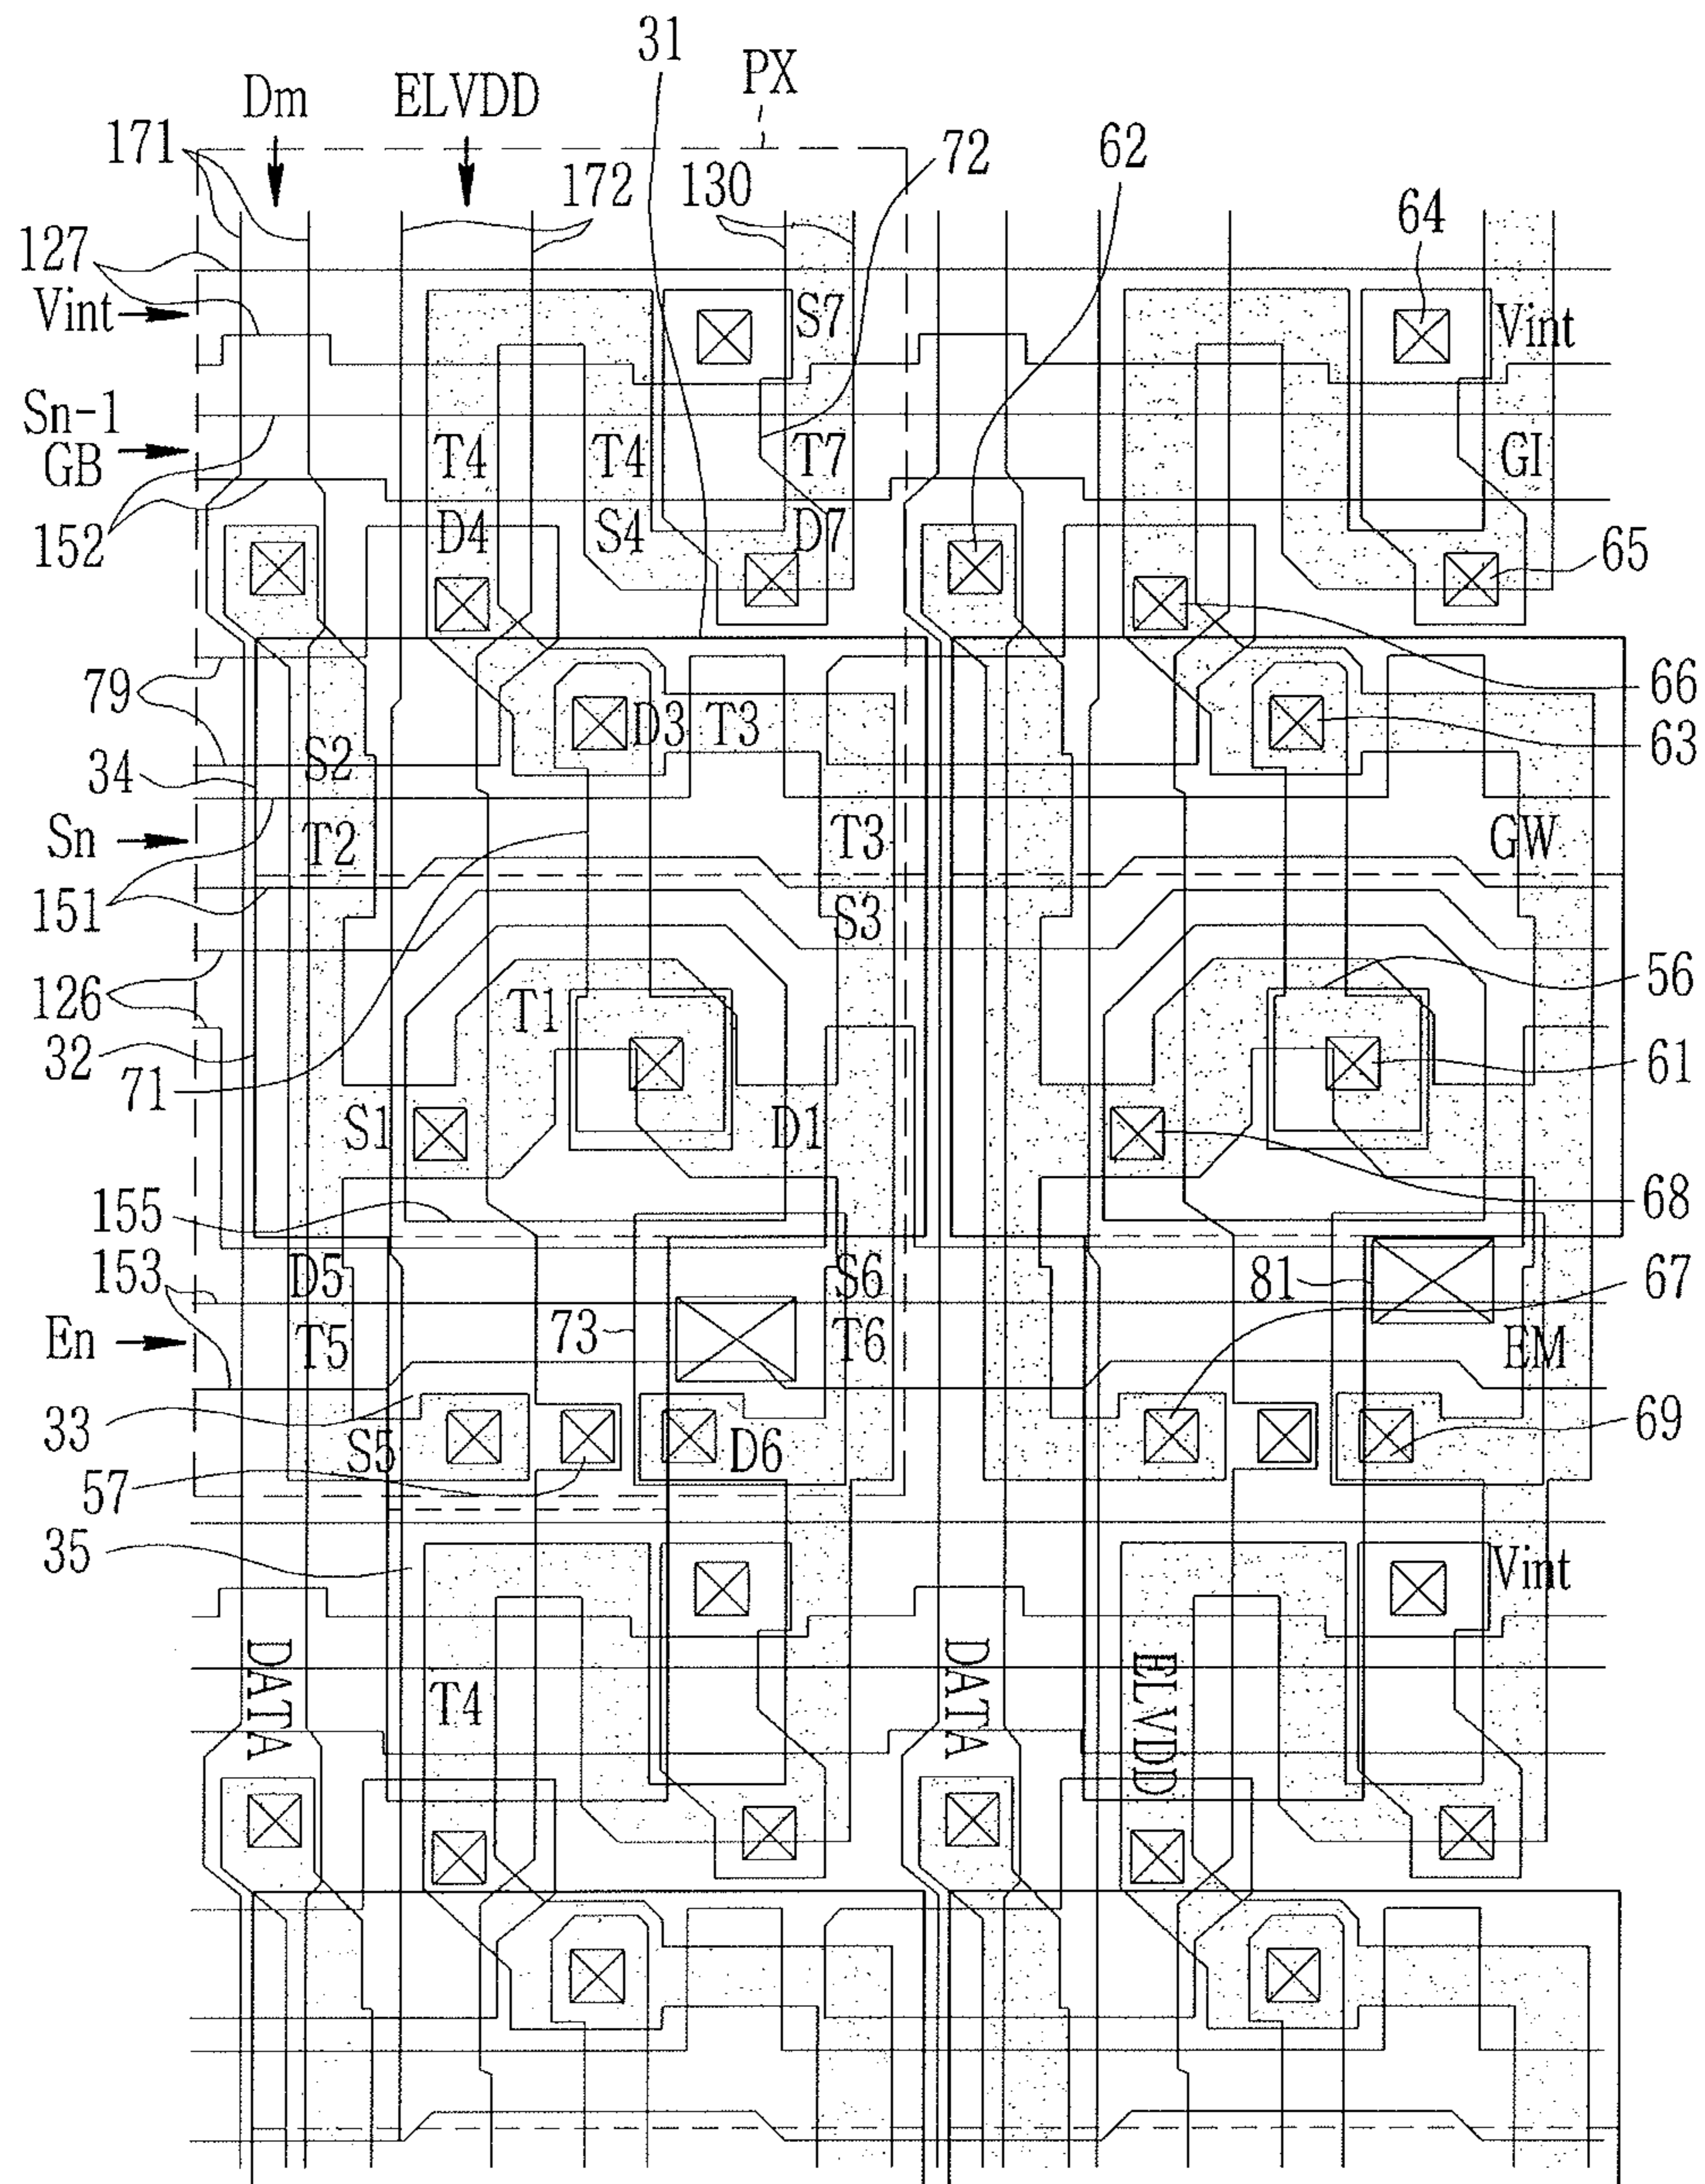 31
Dm ELVDD PX
171 172 130 72 62
64
127
Vint
S7 Vint
Sn-1
GB
T4 T4 T7 GI
152
D4 S4 D7
65
79
66
D3 T3
63
34
S2
Sn
T2 T3 GW
151
S3
126
T1
56
32
71
61
S1 D1
155
68
153
D5 S6
81
67
En
T5 73 T6 EM
33
S5 D6
69
57
35
Vint
DATA
T4
DATA
ELVDD